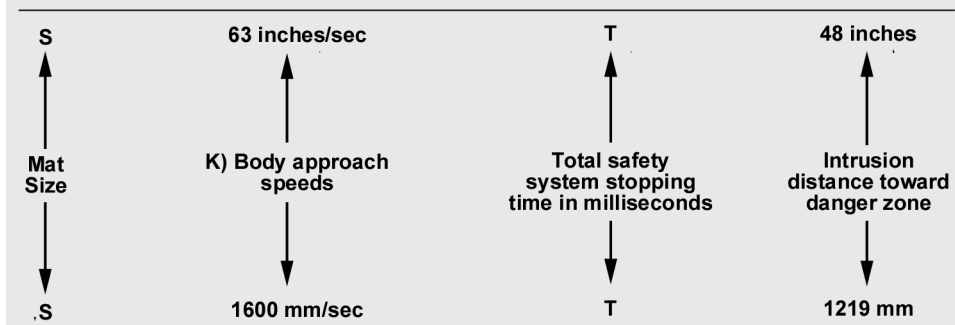 S 63 inches/sec T 48 inches
Mat
Size
K) Body approach
speeds
Total safety
system stopping
time in milliseconds
Intrusion
distance toward
danger zone
S 1600 mm/sec T 1219 mm